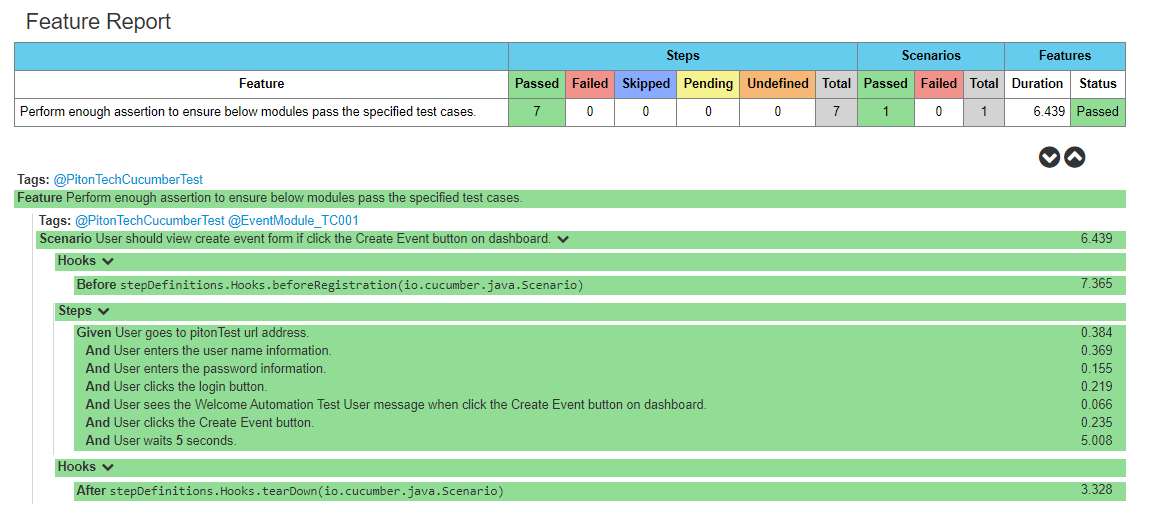 Feature Report
Steps Scenarios Features
Feature Passed Failed Skipped Pending Undefined Total Passed Failed Total Duration Status
Perform enough assertion to ensure below modules pass the specified test cases. 7 0 0 0 0 7 1 0 1 6.439 Passed
Tags: @PitonTechCucumberTest
Feature Perform enough assertion to ensure below modules pass the specified test cases.
Tags: @PitonTechCucumberTest @EventModule_TC001
Scenario User should view create event form if click the Create Event button on dashboard. 6.439
Hooks
Before stepDefinitions.Hooks.beforeRegistration(io.cucumber.java.Scenario) 7.365
Steps
Given User goes to pitonTest url address. 0.384
And User enters the user name information. 0.369
And User enters the password information. 0.155
And User clicks the login button. 0.219
And User sees the Welcome Automation Test User message when click the Create Event button on dashboard. 0.066
And User clicks the Create Event button. 0.235
And User waits 5 seconds. 5.008
Hooks
After stepDefinitions.Hooks.tearDown(io.cucumber.java.Scenario) 3.328